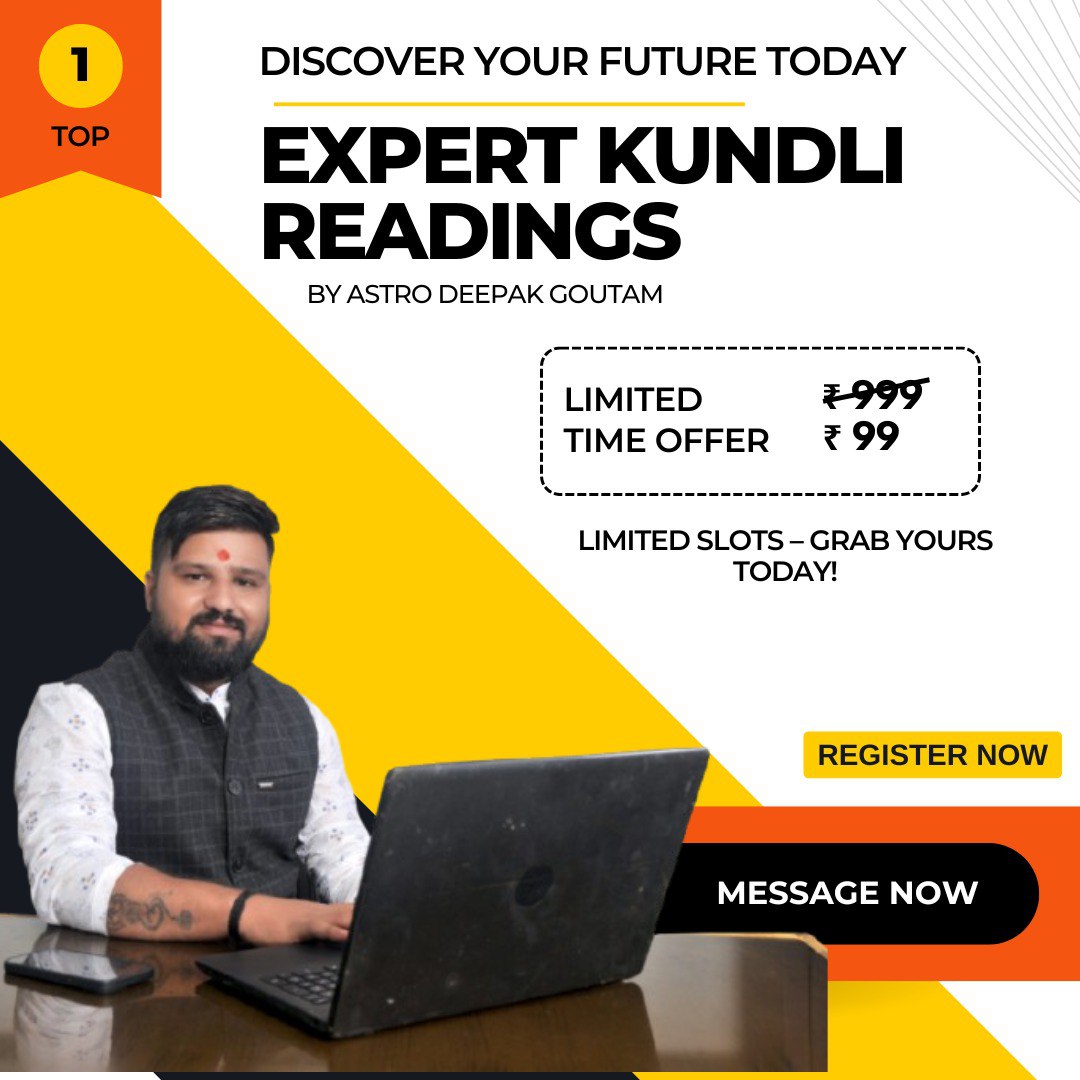 1
TOP
DISCOVER YOUR FUTURE TODAY
EXPERT KUNDLI
READINGS
BY ASTRO DEEPAK GOUTAM
LIMITED ₹ 999
TIME OFFER ₹ 99
LIMITED SLOTS – GRAB YOURS
TODAY!
REGISTER NOW
MESSAGE NOW